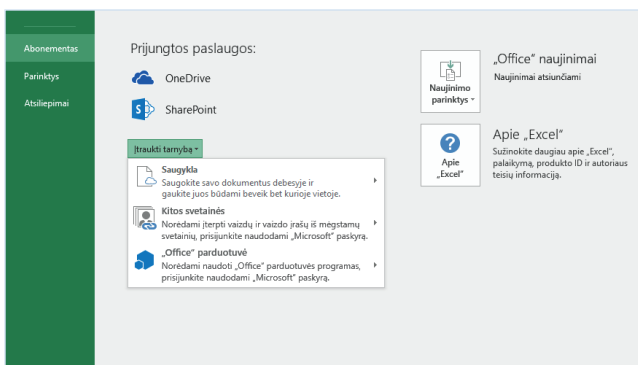 Abonementas
Parinktys
Atsiliepimai
Prijungtos paslaugos:
OneDrive
S
SharePoint
Įtraukti tarnybą
Saugykla
Saugokite savo dokumentus debesyje ir
gaukite juos būdami beveik bet kurioje vietoje.
Kitos svetainės
Norėdami įterpti vaizdų ir vaizdo įrašų iš mėgstamų
svetainių, prisijunkite naudodami „Microsoft“ paskyrą.
„Office“ parduotuvė
Norėdami naudoti „Office“ parduotuvės programas,
prisijunkite naudodami „Microsoft“ paskyrą.
Naujinimo
parinktys
„Office“ naujinimai
Naujinimai atsiunčiami
?
Apie
„Excel“
Apie „Excel“
Sužinokite daugiau apie „Excel“,
palaikymą, produkto ID ir autoriaus
teisių informaciją.